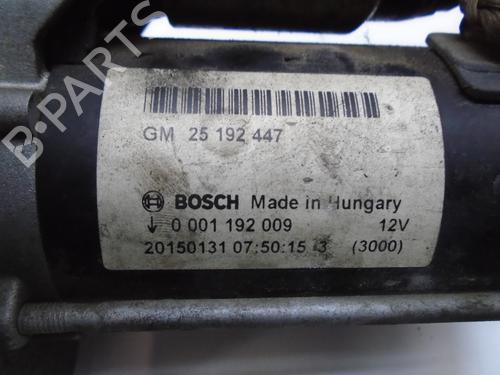 B-PARTS
GM 25 192 447
BOSCH Made in Hungary
0 001 192 009 12V
20150131 07:50:15 3 (3000)